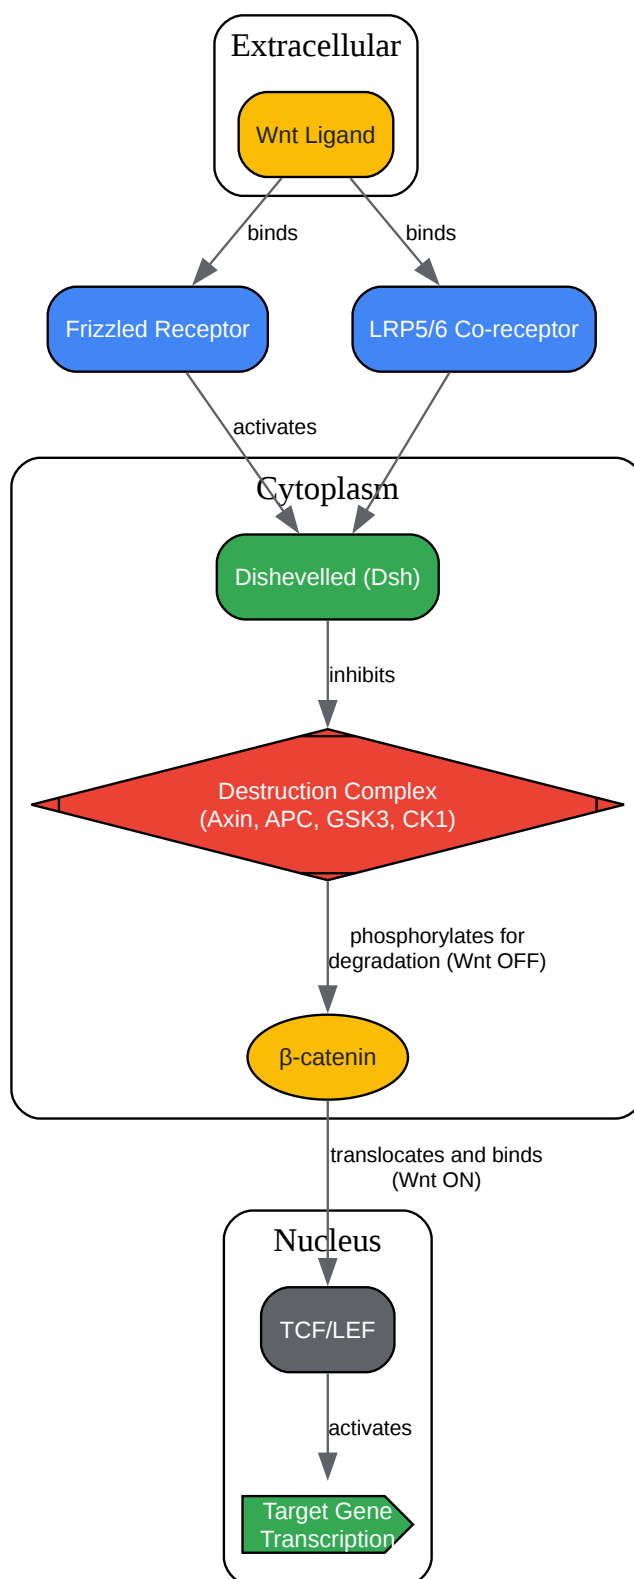 Extracellular
Wnt Ligand
binds
binds
Frizzled Receptor
LRP5/6 Co-receptor
activates
Cytoplasm
Dishevelled (Dsh)
inhibits
Destruction Complex
(Axin, APC, GSK3, CK1)
phosphorylates for
degradation (Wnt OFF)
β-catenin
translocates and binds
(Wnt ON)
Nucleus
TCF/LEF
activates
Target Gene
Transcription